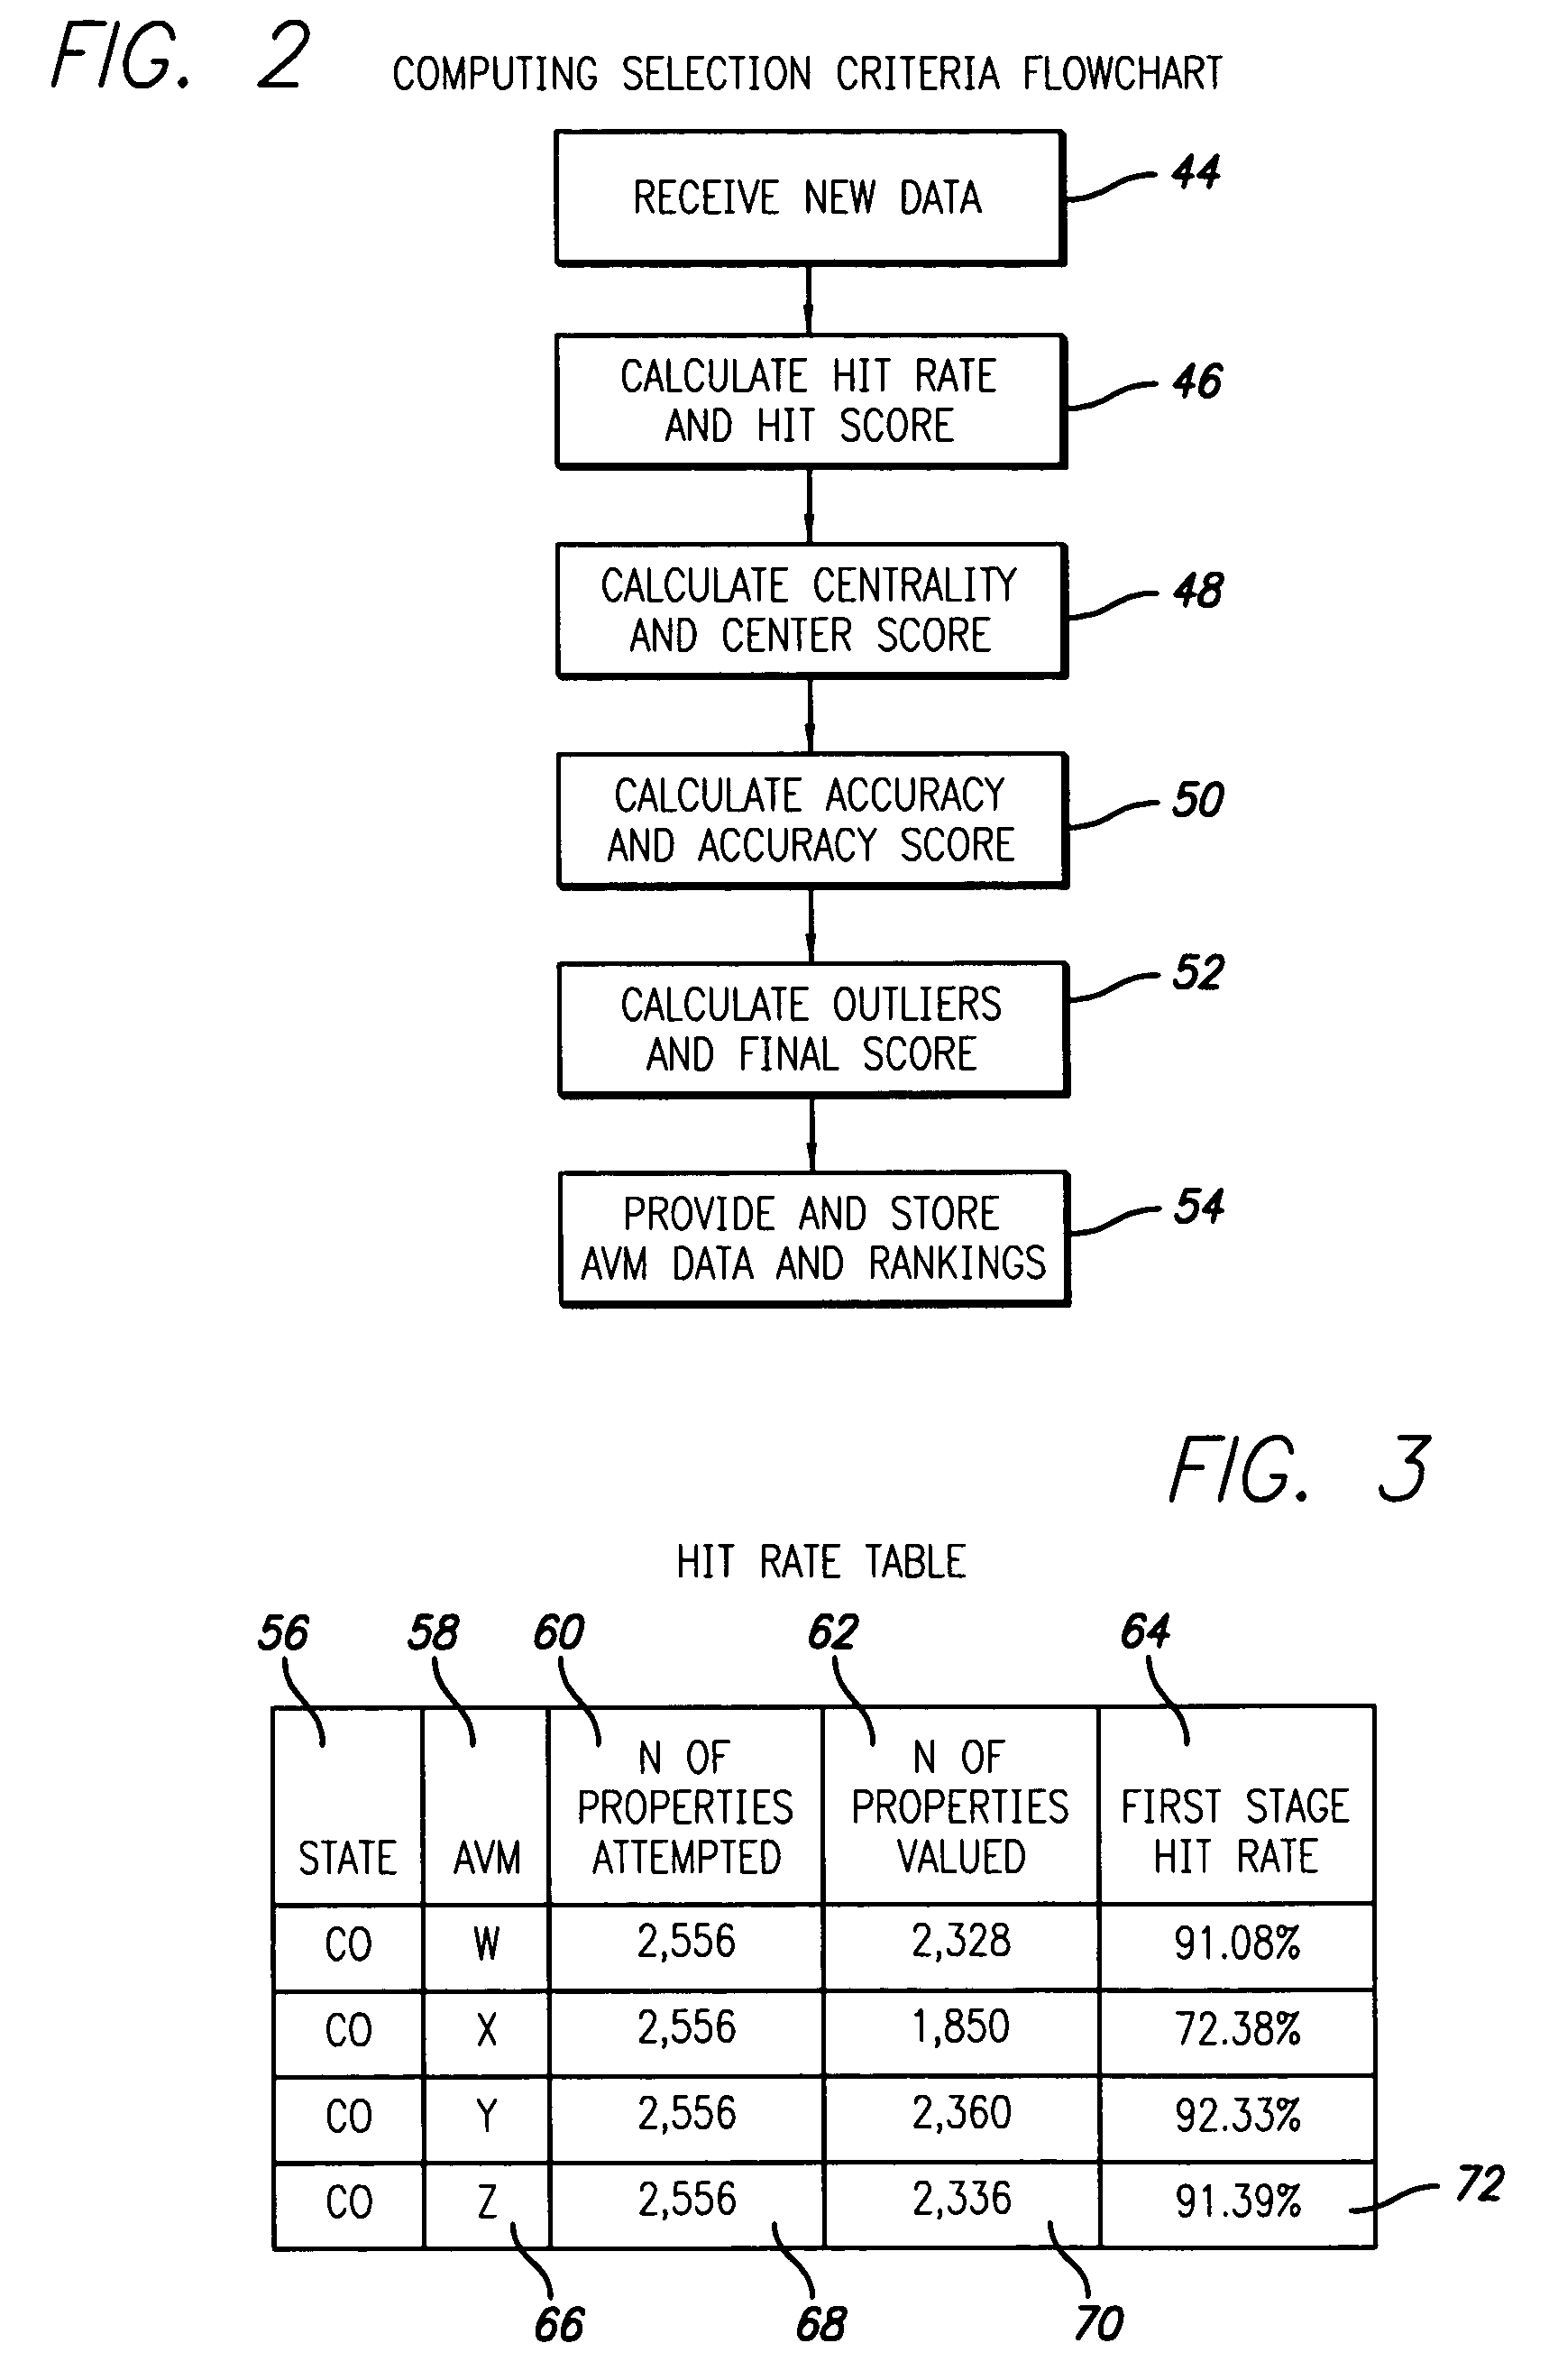 FIG. 2
COMPUTING SELECTION CRITERIA FLOWCHART
RECEIVE NEW DATA
44
CALCULATE HIT RATE
AND HIT SCORE
46
CALCULATE CENTRALITY
AND CENTER SCORE
48
CALCULATE ACCURACY
AND ACCURACY SCORE
50
CALCULATE OUTLIERS
AND FINAL SCORE
52
PROVIDE AND STORE
AVM DATA AND RANKINGS
54
FIG. 3
HIT RATE TABLE
56 58 60 62 64
STATE
AVM
N OF
PROPERTIES
ATTEMPTED
N OF
PROPERTIES
VALUED
FIRST STAGE
HIT RATE
CO W 2,556 2,328 91.08%
CO X 2,556 1,850 72.38%
CO Y 2,556 2,360 92.33%
CO Z 2,556 2,336 91.39%
72
66 68 70